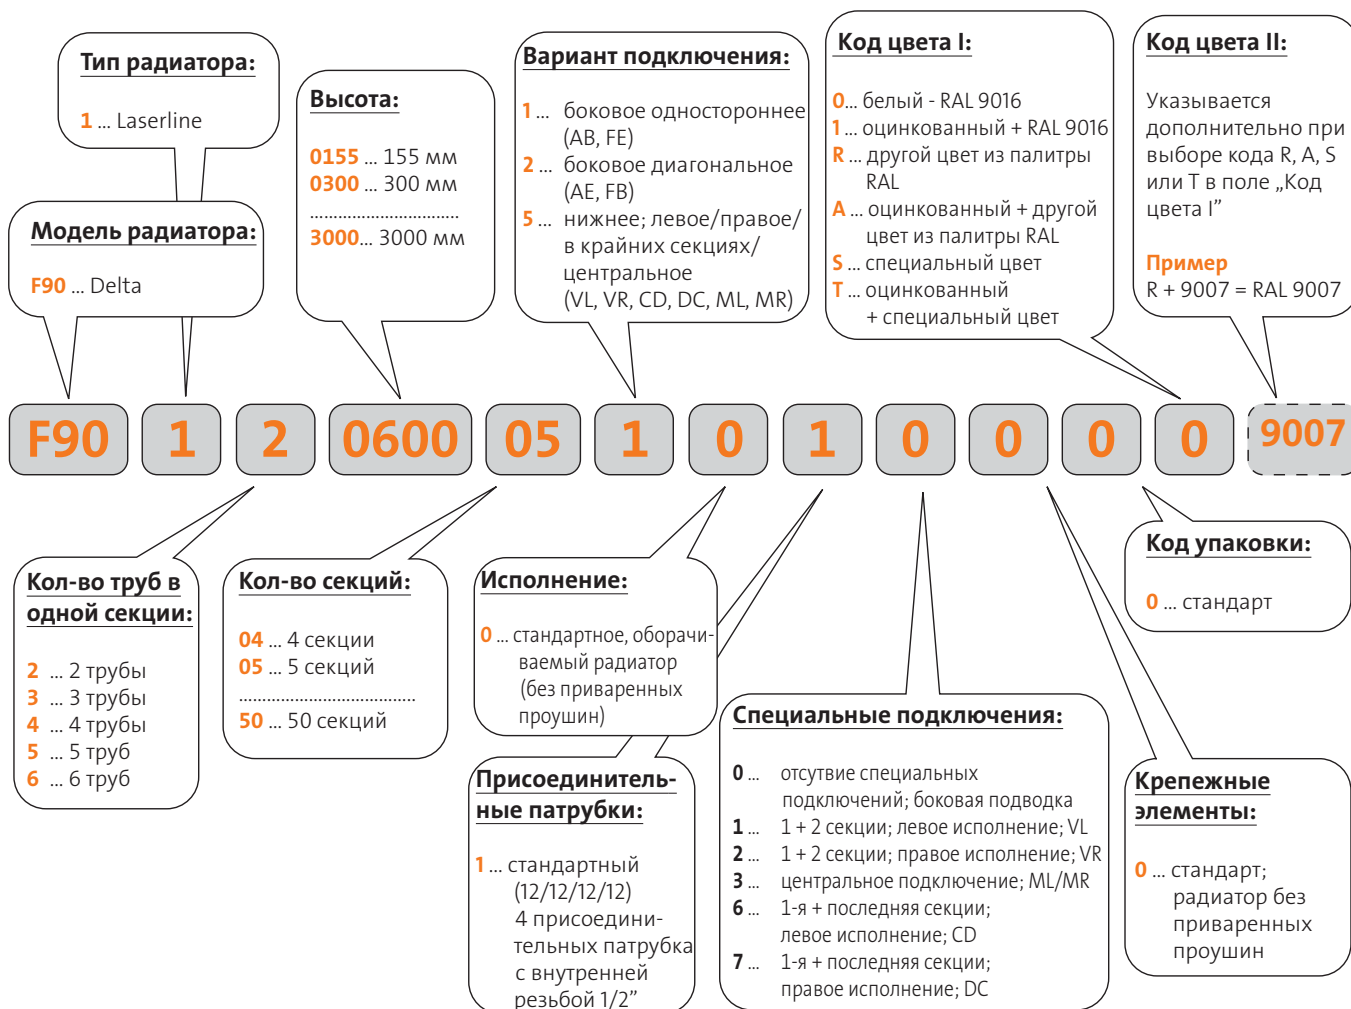 Тип радиатора:
1 ... Laserline
Модель радиатора:
F90 ... Delta
Высота:
0155 ... 155 мм
0300 ... 300 мм
.................................
3000... 3000 мм
Вариант подключения:
1 ... боковое одностороннее
(AB, FE)
2 ... боковое диагональное
(AE, FB)
5 ... нижнее; левое/правое/
в крайних секциях/
центральное
(VL, VR, CD, DC, ML, MR)
Код цвета I:
0... белый - RAL 9016
1... оцинкованный + RAL 9016
R ... другой цвет из палитры
RAL
A ... оцинкованный + другой
цвет из палитры RAL
S ... специальный цвет
T ... оцинкованный
+ специальный цвет
Код цвета II:
Указывается
дополнительно при
выборе кода R, A, S
или T в поле „Код
цвета I”
Пример
R + 9007 = RAL 9007
F90 1 2 0600 05 1 0 1 0 0 0 0 9007
Кол-во труб в
одной секции:
2 ... 2 трубы
3 ... 3 трубы
4 ... 4 трубы
5 ... 5 труб
6 ... 6 труб
Кол-во секций:
04 ... 4 секции
05 ... 5 секций
.......................................
50 ... 50 секций
Исполнение:
0 ... стандартное, оборачи-
ваемый радиатор
(без приваренных
проушин)
Присоединитель-
ные патрубки:
1 ... стандартный
(12/12/12/12)
4 присоедини-
тельных патрубка
с внутренней
резьбой 1/2”
Специальные подключения:
0 ... отсутвие специальных
подключений; боковая подводка
1 ... 1 + 2 секции; левое исполнение; VL
2 ... 1 + 2 секции; правое исполнение; VR
3 ... центральное подключение; ML/MR
6 ... 1-я + последняя секции;
левое исполнение; CD
7 ... 1-я + последняя секции;
правое исполнение; DC
Код упаковки:
0 ... стандарт
Крепежные
элементы:
0 ... стандарт;
радиатор без
приваренных
проушин